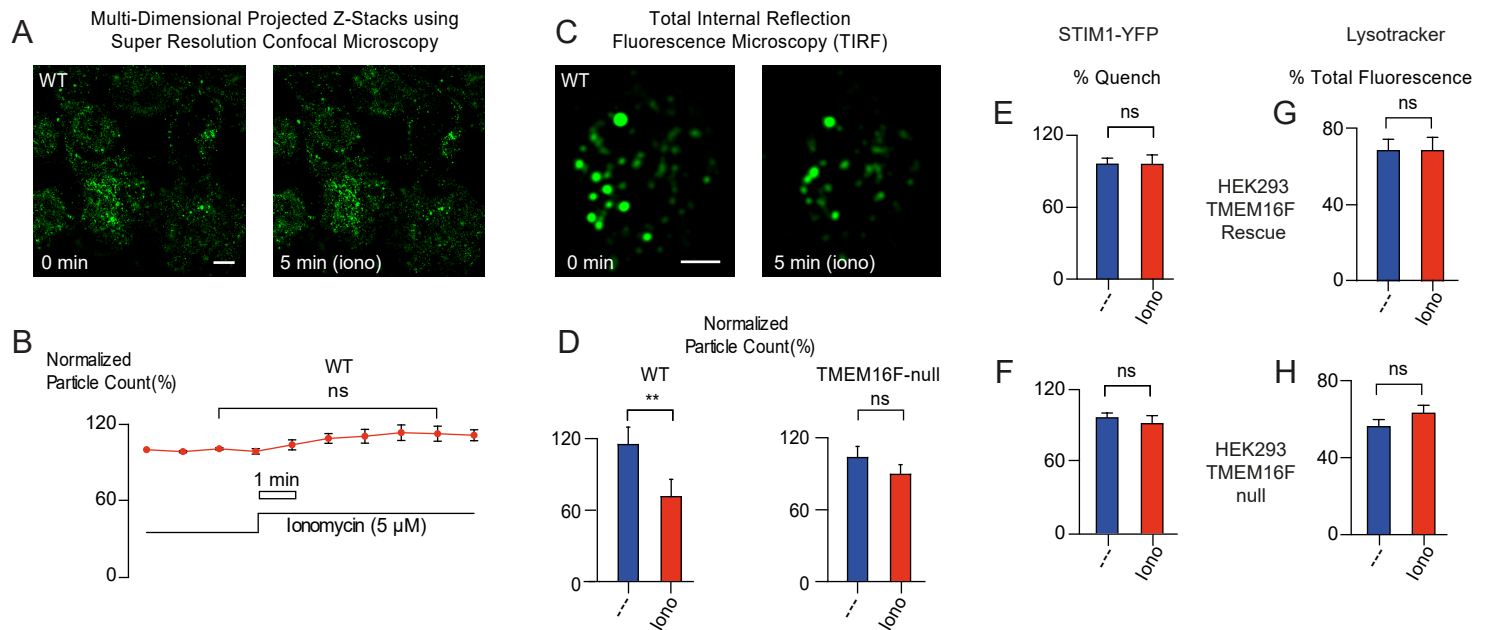 A
Multi-Dimensional Projected Z-Stacks using
Super Resolution Confocal Microscopy
WT
0 min
5 min (iono)
B
Normalized
Particle Count(%)
WT
ns
120
60
0
1 min
Ionomycin (5 µM)
C
Total Internal Reflection
Fluorescence Microscopy (TIRF)
WT
0 min
5 min (iono)
D
Normalized
Particle Count(%)
WT
**
120
60
0
---
Iono
TMEM16F-null
ns
120
60
0
---
Iono
STIM1-YFP
% Quench
E
ns
120
60
0
---
Iono
HEK293
TMEM16F
Rescue
Lysotracker
% Total Fluorescence
G
ns
80
40
0
---
Iono
F
ns
120
60
0
---
Iono
HEK293
TMEM16F
null
H
ns
80
40
0
---
Iono